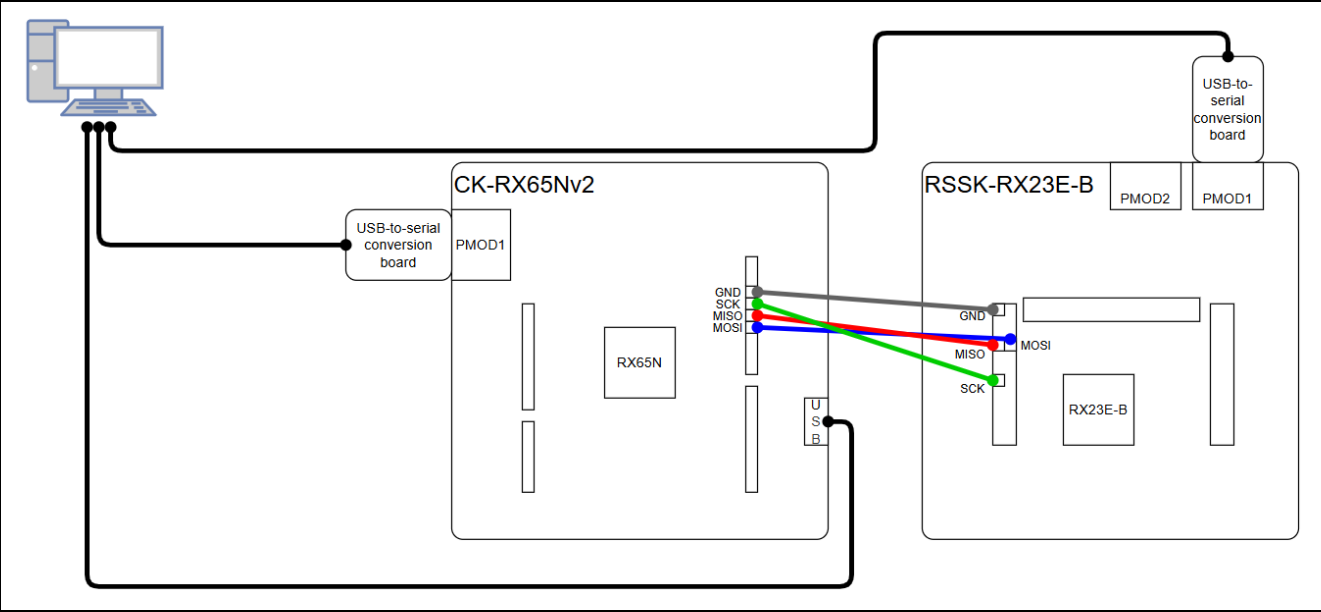 USB-to-
serial
conversion
board
CK-RX65Nv2
RSSK-RX23E-B
PMOD2
PMOD1
USB-to-serial
conversion
board
PMOD1
GND
SCK
MISO
MOSI
GND
MOSI
MISO
SCK
RX65N
RX23E-B
U
S
B